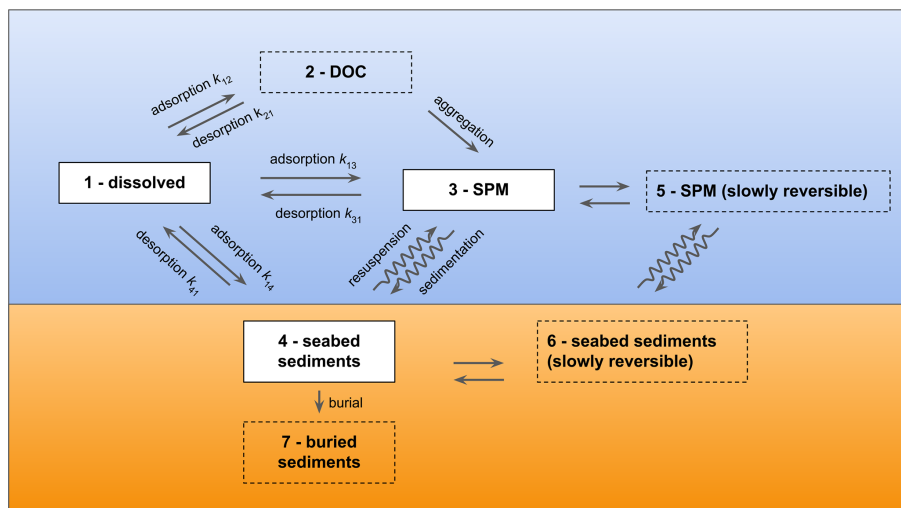 2 - DOC
adsorption k12
desorption k21
aggregation
1 - dissolved
adsorption k13
desorption k31
3 - SPM
5 - SPM (slowly reversible)
desorption k41
adsorption k14
resuspension
sedimentation
4 - seabed
sediments
6 - seabed sediments
(slowly reversible)
burial
7 - buried
sediments